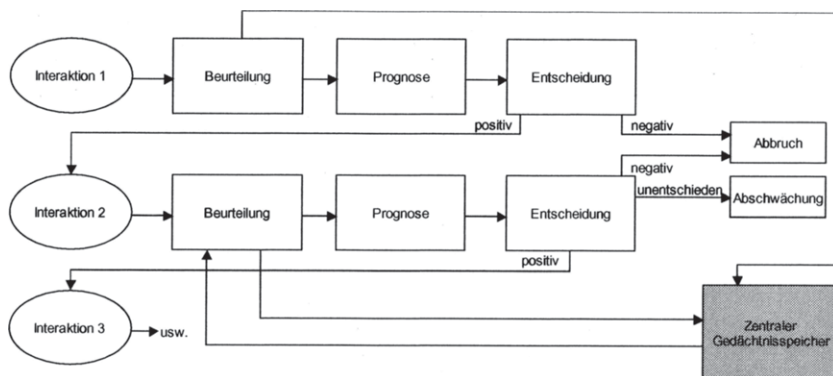 Interaktion 1
Beurteilung
Prognose
Entscheidung
positiv
negativ
Abbruch
negativ
unentschieden
Abschwächung
Interaktion 2
Beurteilung
Prognose
Entscheidung
positiv
Interaktion 3
usw.
Zentraler
Gedächtnisspeicher